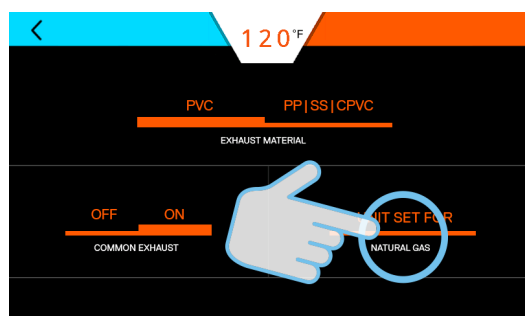 120°F
PVC PP|SS|CPVC
EXHAUST MATERIAL
OFF ON SET FOR
COMMON EXHAUST NATURAL GAS